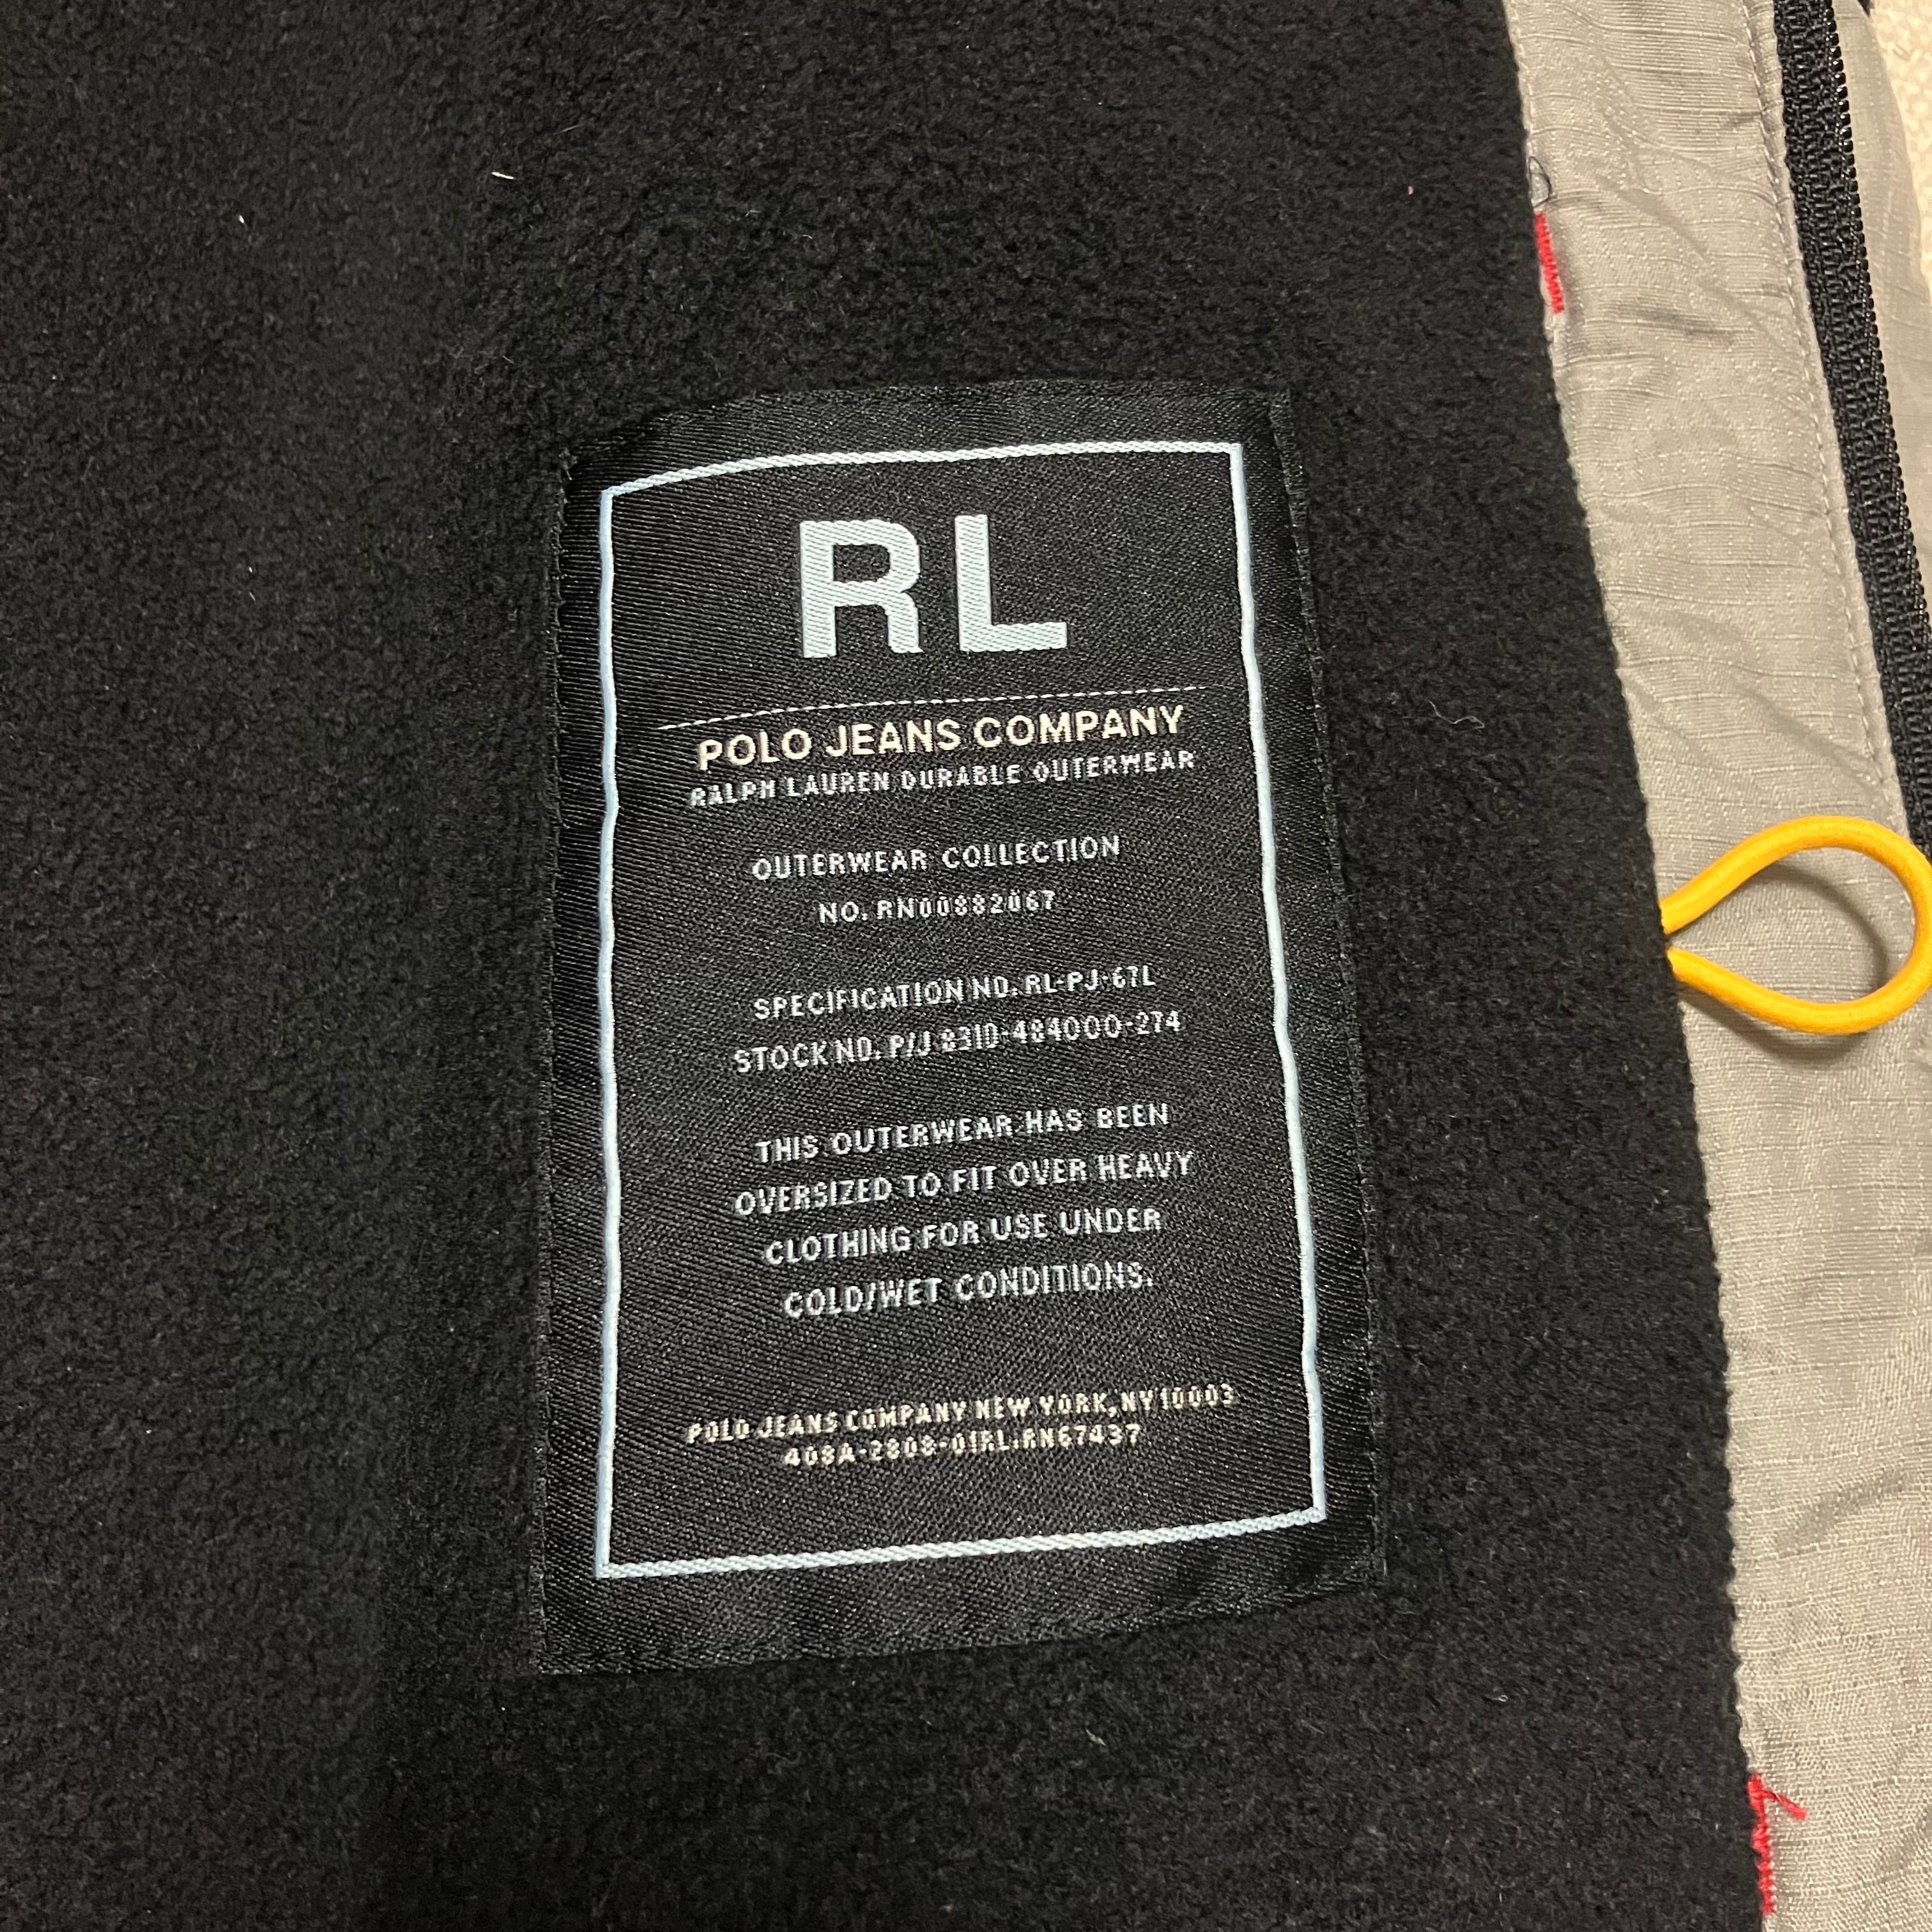 RL
POLO JEANS COMPANY
RALPH LAUREN DURABLE OUTERWEAR
OUTERWEAR COLLECTION
NO. RN00882067
SPECIFICATION NO. RL-PJ-67L
STOCK NO. P/J 8310-484000-274
THIS OUTERWEAR HAS BEEN
OVERSIZED TO FIT OVER HEAVY
CLOTHING FOR USE UNDER
COLD/WET CONDITIONS.
POLO JEANS COMPANY NEW YORK, NY 10003
408A-2808-01RL.RN67437